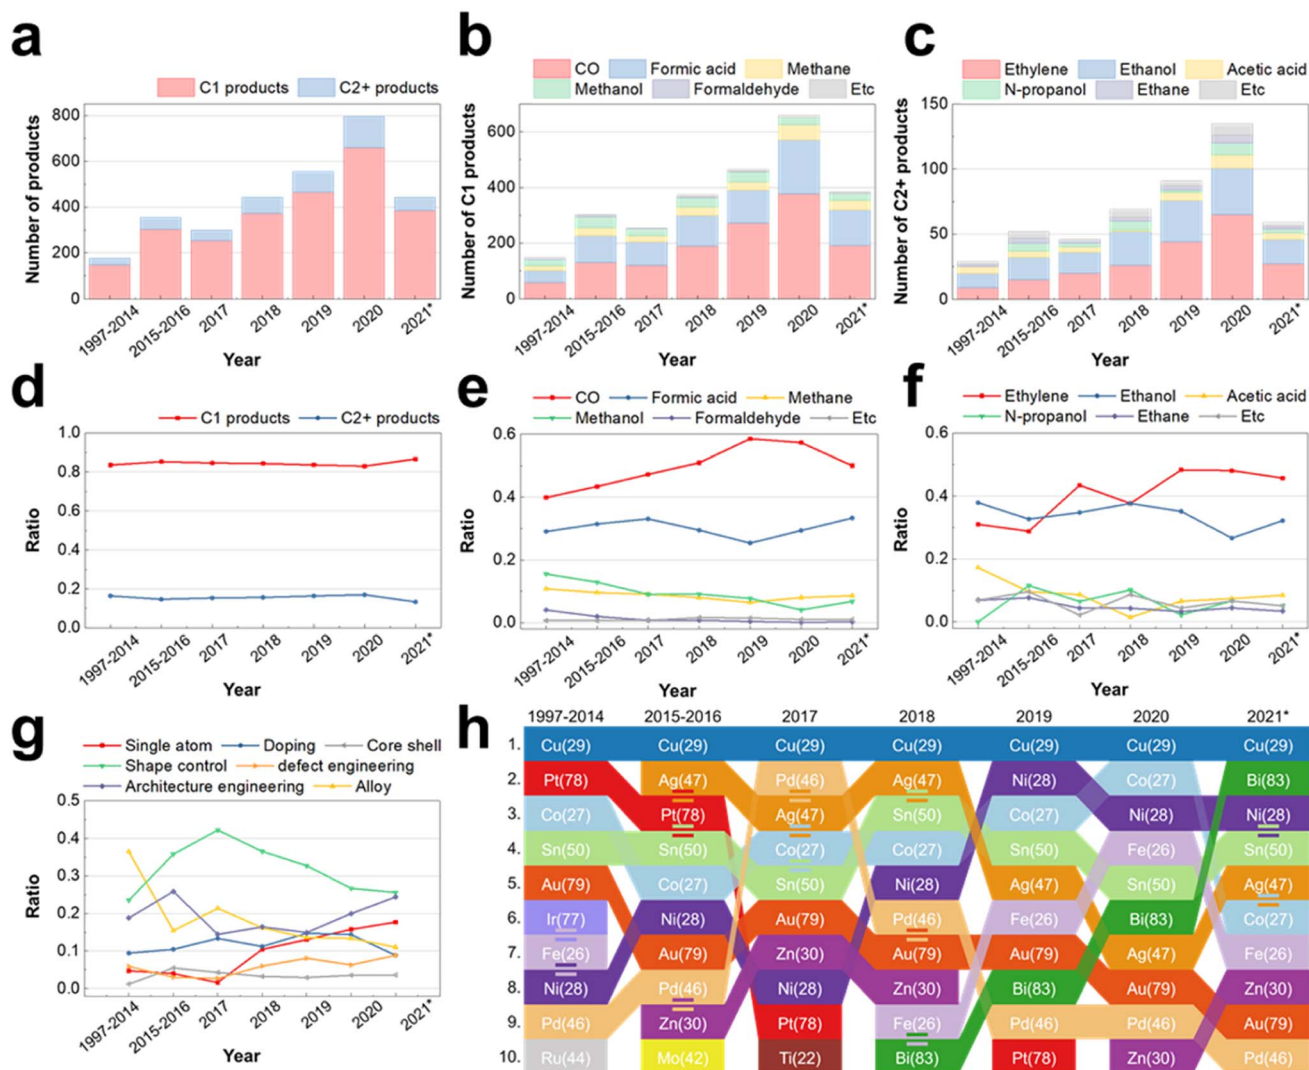 a
C1 products C2+ products
Number of products
800
600
400
200
0
1997-2014 2015-2016 2017 2018 2019 2020 2021*
Year
b
CO Formic acid Methane
Methanol Formaldehyde Etc
Number of C1 products
600
400
200
0
1997-2014 2015-2016 2017 2018 2019 2020 2021*
Year
c
Ethylene Ethanol Acetic acid
N-propanol Ethane Etc
Number of C2+ products
150
100
50
0
1997-2014 2015-2016 2017 2018 2019 2020 2021*
Year
d
C1 products C2+ products
Ratio
1.0
0.8
0.6
0.4
0.2
0.0
1997-2014 2015-2016 2017 2018 2019 2020 2021*
Year
e
CO Formic acid Methane
Methanol Formaldehyde Etc
Ratio
0.6
0.4
0.2
0.0
1997-2014 2015-2016 2017 2018 2019 2020 2021*
Year
f
Ethylene Ethanol Acetic acid
N-propanol Ethane Etc
Ratio
0.6
0.4
0.2
0.0
1997-2014 2015-2016 2017 2018 2019 2020 2021*
Year
g
Single atom Doping Core shell
Shape control defect engineering
Architecture engineering Alloy
Ratio
0.5
0.4
0.3
0.2
0.1
0.0
1997-2014 2015-2016 2017 2018 2019 2020 2021*
Year
h
1997-2014 2015-2016 2017 2018 2019 2020 2021*
1. Cu(29) Cu(29) Cu(29) Cu(29) Cu(29) Cu(29) Cu(29)
2. Pt(78) Ag(47) Pd(46) Ag(47) Ni(28) Co(27) Bi(83)
3. Co(27) Pt(78) Ag(47) Sn(50) Co(27) Ni(28) Ni(28)
4. Sn(50) Sn(50) Co(27) Co(27) Sn(50) Fe(26) Sn(50)
5. Au(79) Co(27) Sn(50) Ni(28) Ag(47) Sn(50) Ag(47)
6. Ir(77) Ni(28) Au(79) Pd(46) Fe(26) Bi(83) Co(27)
7. Fe(26) Au(79) Zn(30) Au(79) Au(79) Ag(47) Fe(26)
8. Ni(28) Pd(46) Ni(28) Zn(30) Bi(83) Au(79) Zn(30)
9. Pd(46) Zn(30) Pt(78) Fe(26) Pd(46) Pd(46) Au(79)
10. Ru(44) Mo(42) Ti(22) Bi(83) Pt(78) Zn(30) Pd(46)